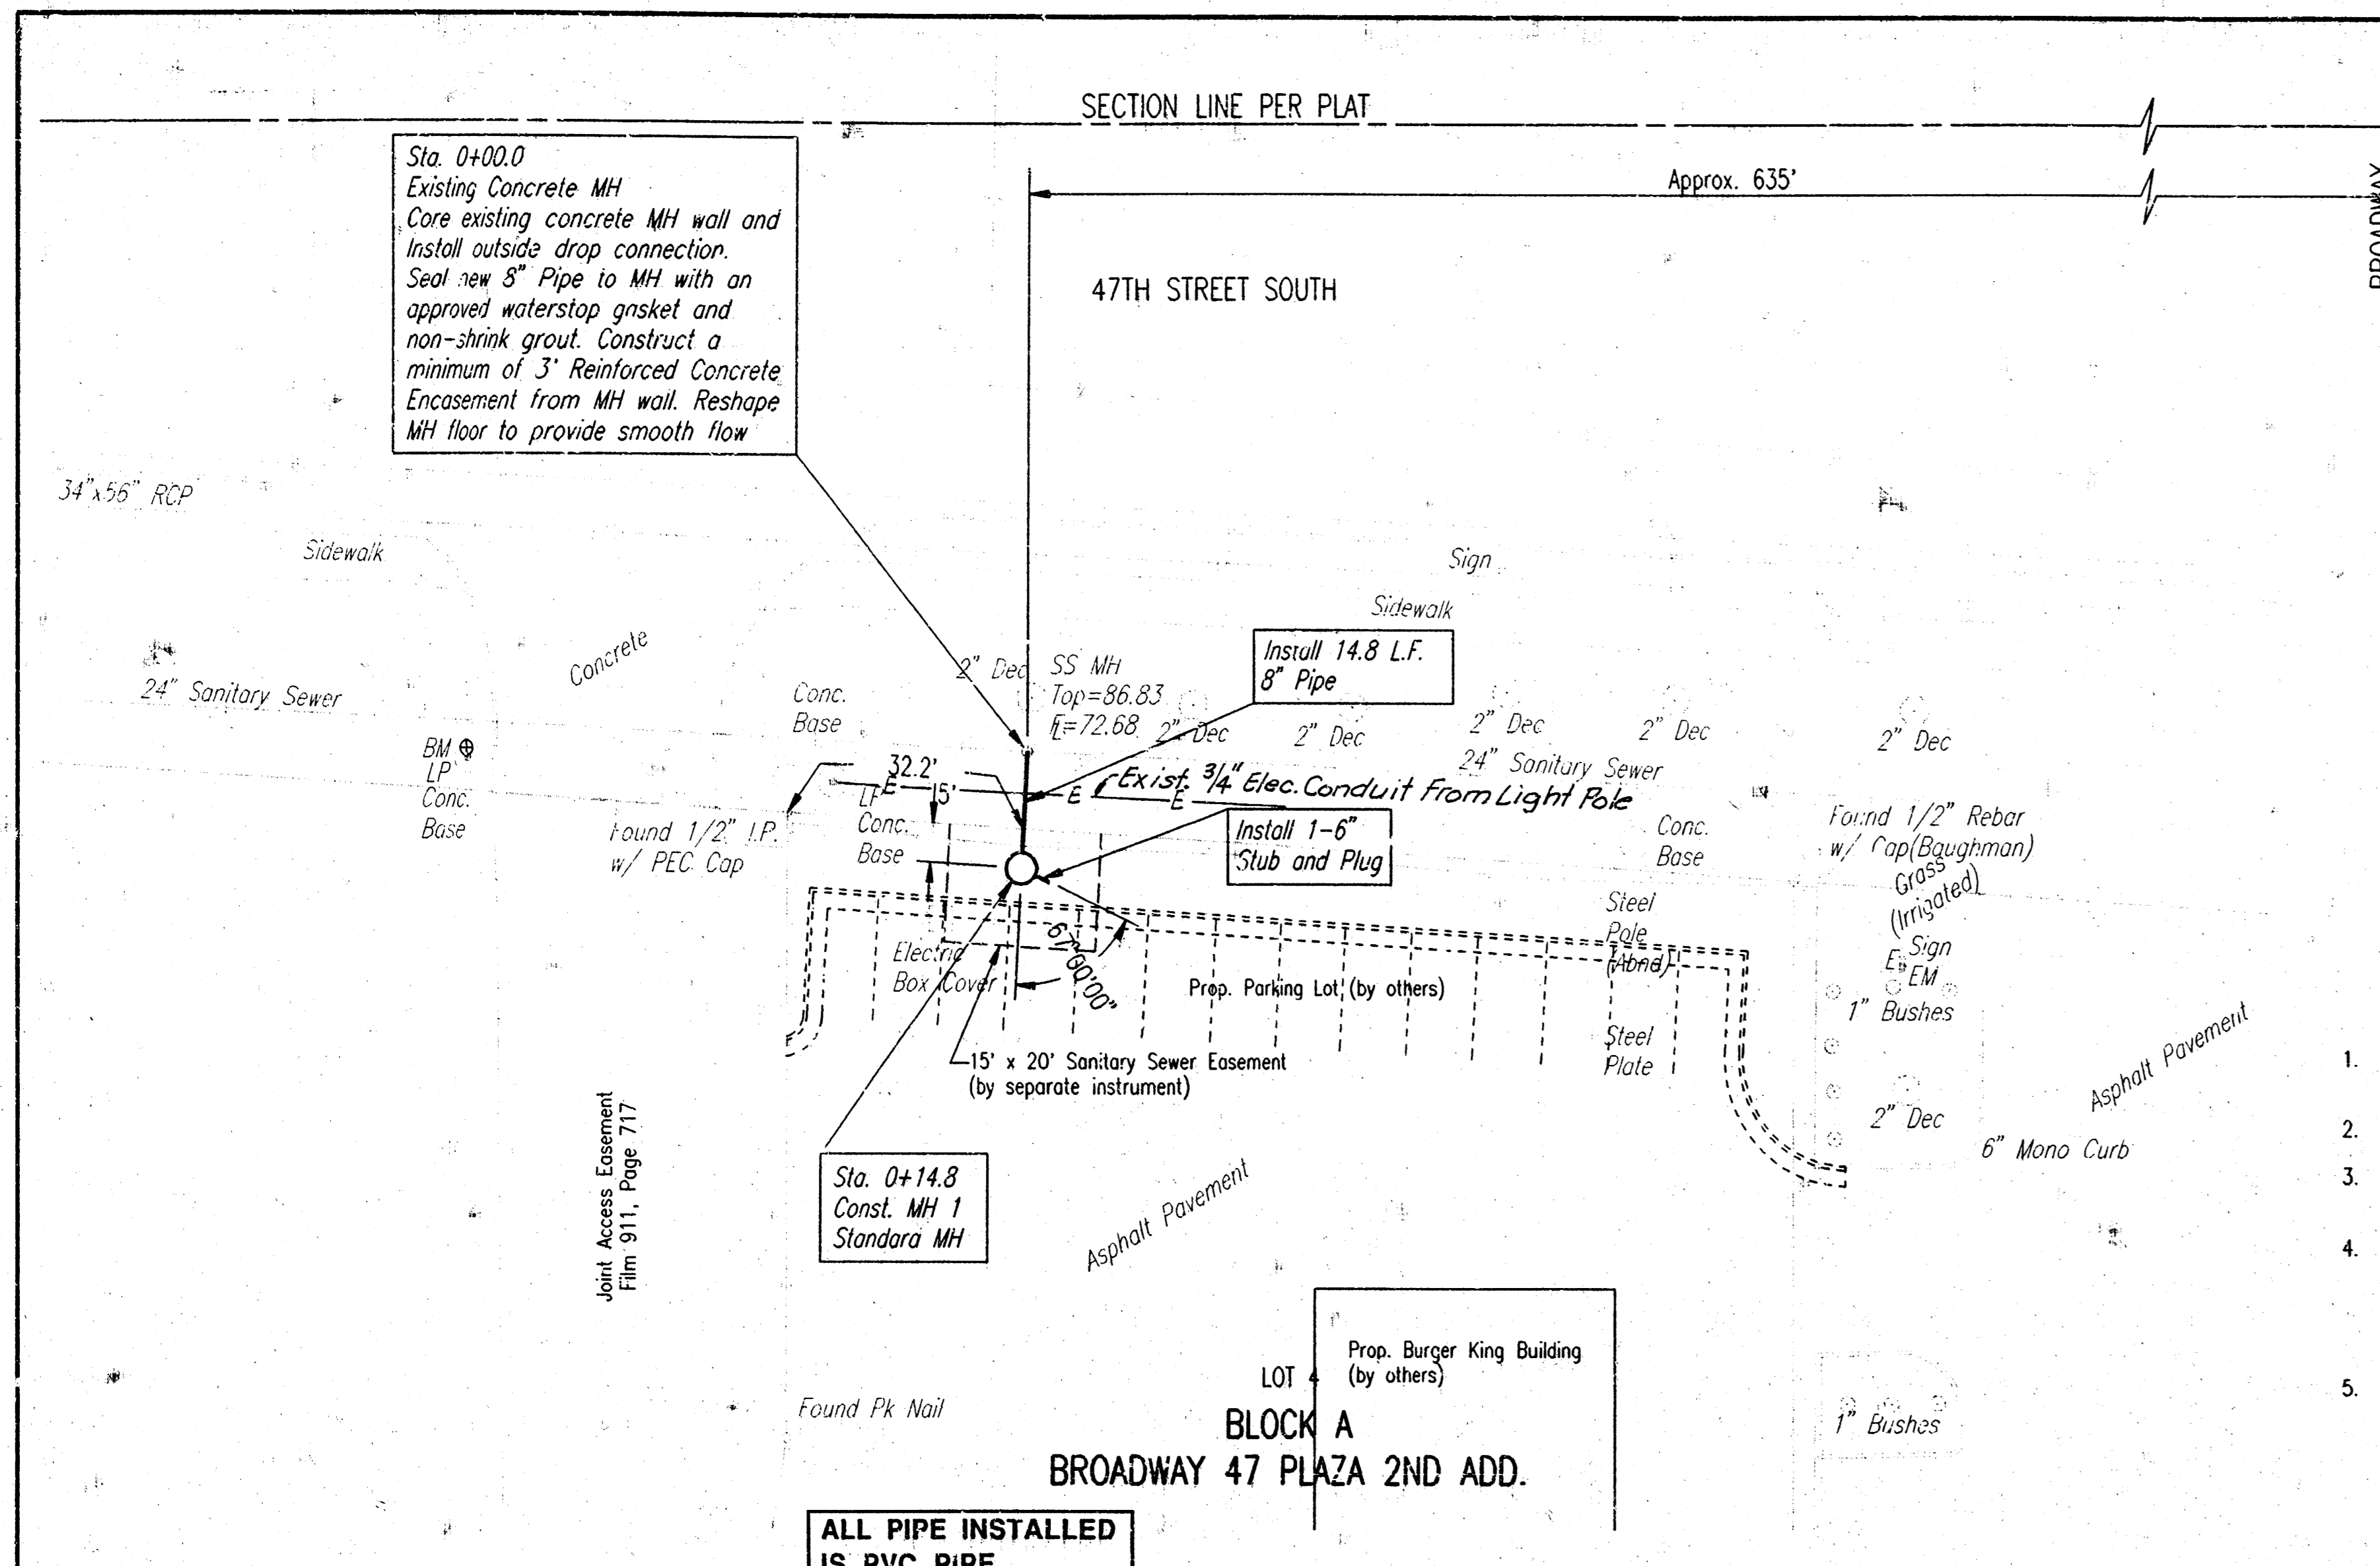 SECTION LINE PER PLAT
Approx. 635'
BROADWAY
Sta. 0+00.0
Existing Concrete MH
Core existing concrete MH wall and
Install outside drop connection.
Seal new 8" Pipe to MH with an
approved waterstop gasket and
non-shrink grout. Construct a
minimum of 3' Reinforced Concrete
Encasement from MH wall. Reshape
MH floor to provide smooth flow
47TH STREET SOUTH
34"x56" RCP
Sidewalk
Sign
Sidewalk
Concrete
24" Sanitary Sewer
Install 14.8 L.F.
8" Pipe
2" Dec
SS MH
Top=86.83
FL=72.68
Conc.
Base
2" Dec
2" Dec
2" Dec
2" Dec
2" Dec
24" Sanitary Sewer
BM
LP
Conc.
Base
32.2'
E
15'
E
E
Exist. 3/4" Elec. Conduit From Light Pole
LP
Conc.
Base
Found 1/2" I.P.
w/ PEC Cap
Install 1-6"
Stub and Plug
Conc.
Base
Found 1/2" Rebar
w/ Cap(Baughman)
Grass
(Irrigated)
Steel
Pole
(Abnd)
Sign
E
EM
1" Bushes
Electric
Box Cover
67°00'00"
Prop. Parking Lot (by others)
Steel
Plate
15' x 20' Sanitary Sewer Easement
(by separate instrument)
Asphalt Pavement
2" Dec
6" Mono Curb
Joint Access Easement
Film 911, Page 717
Sta. 0+14.8
Const. MH 1
Standard MH
Asphalt Pavement
1.
2.
3.
4.
5.
Prop. Burger King Building
(by others)
LOT 4
Found Pk Nail
BLOCK A
1" Bushes
BROADWAY 47 PLAZA 2ND ADD.
ALL PIPE INSTALLED
IS PVC PIPE